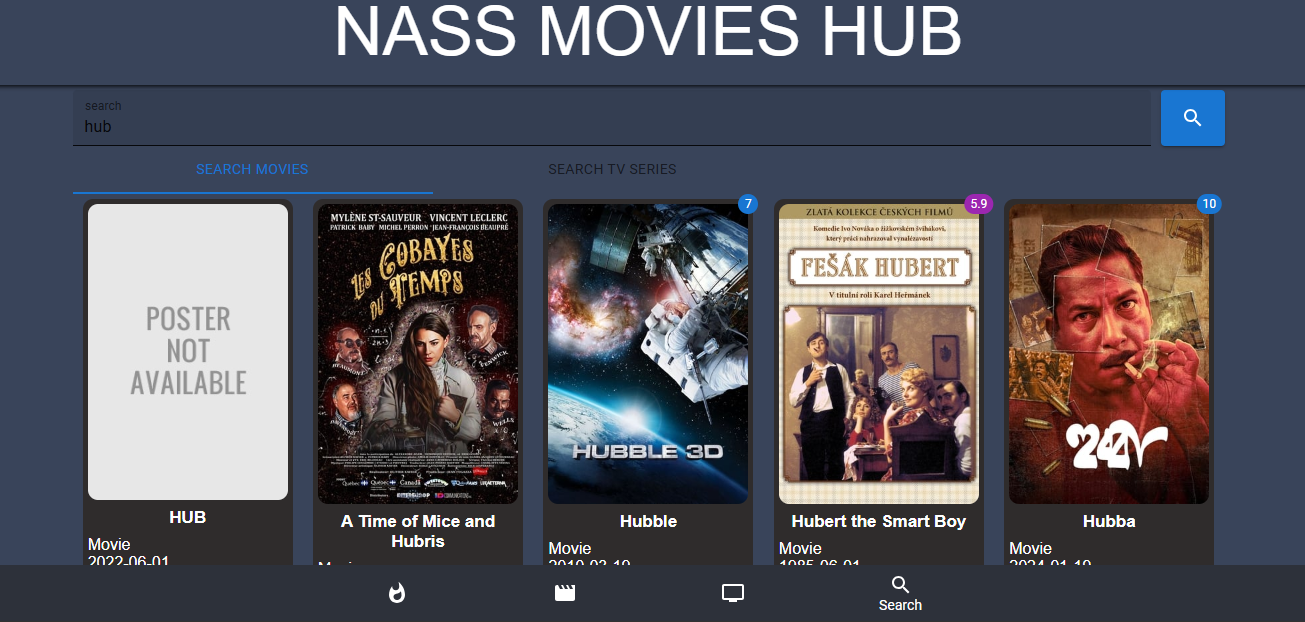 NASS MOVIES HUB
search
hub
SEARCH MOVIES
SEARCH TV SERIES
POSTER
NOT
AVAILABLE
HUB
Movie
2022-06-01
MYLÈNE ST-SAUVEUR VINCENT LECLERC
PATRICK BABY MICHEL PERRON JEAN-FRANÇOIS BEAUPRÉ
LES
COBAYES
DU TEMPS
A Time of Mice and
Hubris
Movie
7
HUBBLE 3D
Hubble
Movie
2010-03-19
5.9
ZLATÁ KOLEKCE ČESKÝCH FILMŮ
Komedie Ivo Nováka o žižkovském švihákovi,
který práci nahrazoval vynalézavostí
FEŠÁK HUBERT
V titulní roli Karel Heřmánek
Hubert the Smart Boy
Movie
1985-06-01
10
Hubba
Movie
2024-01-19
Search